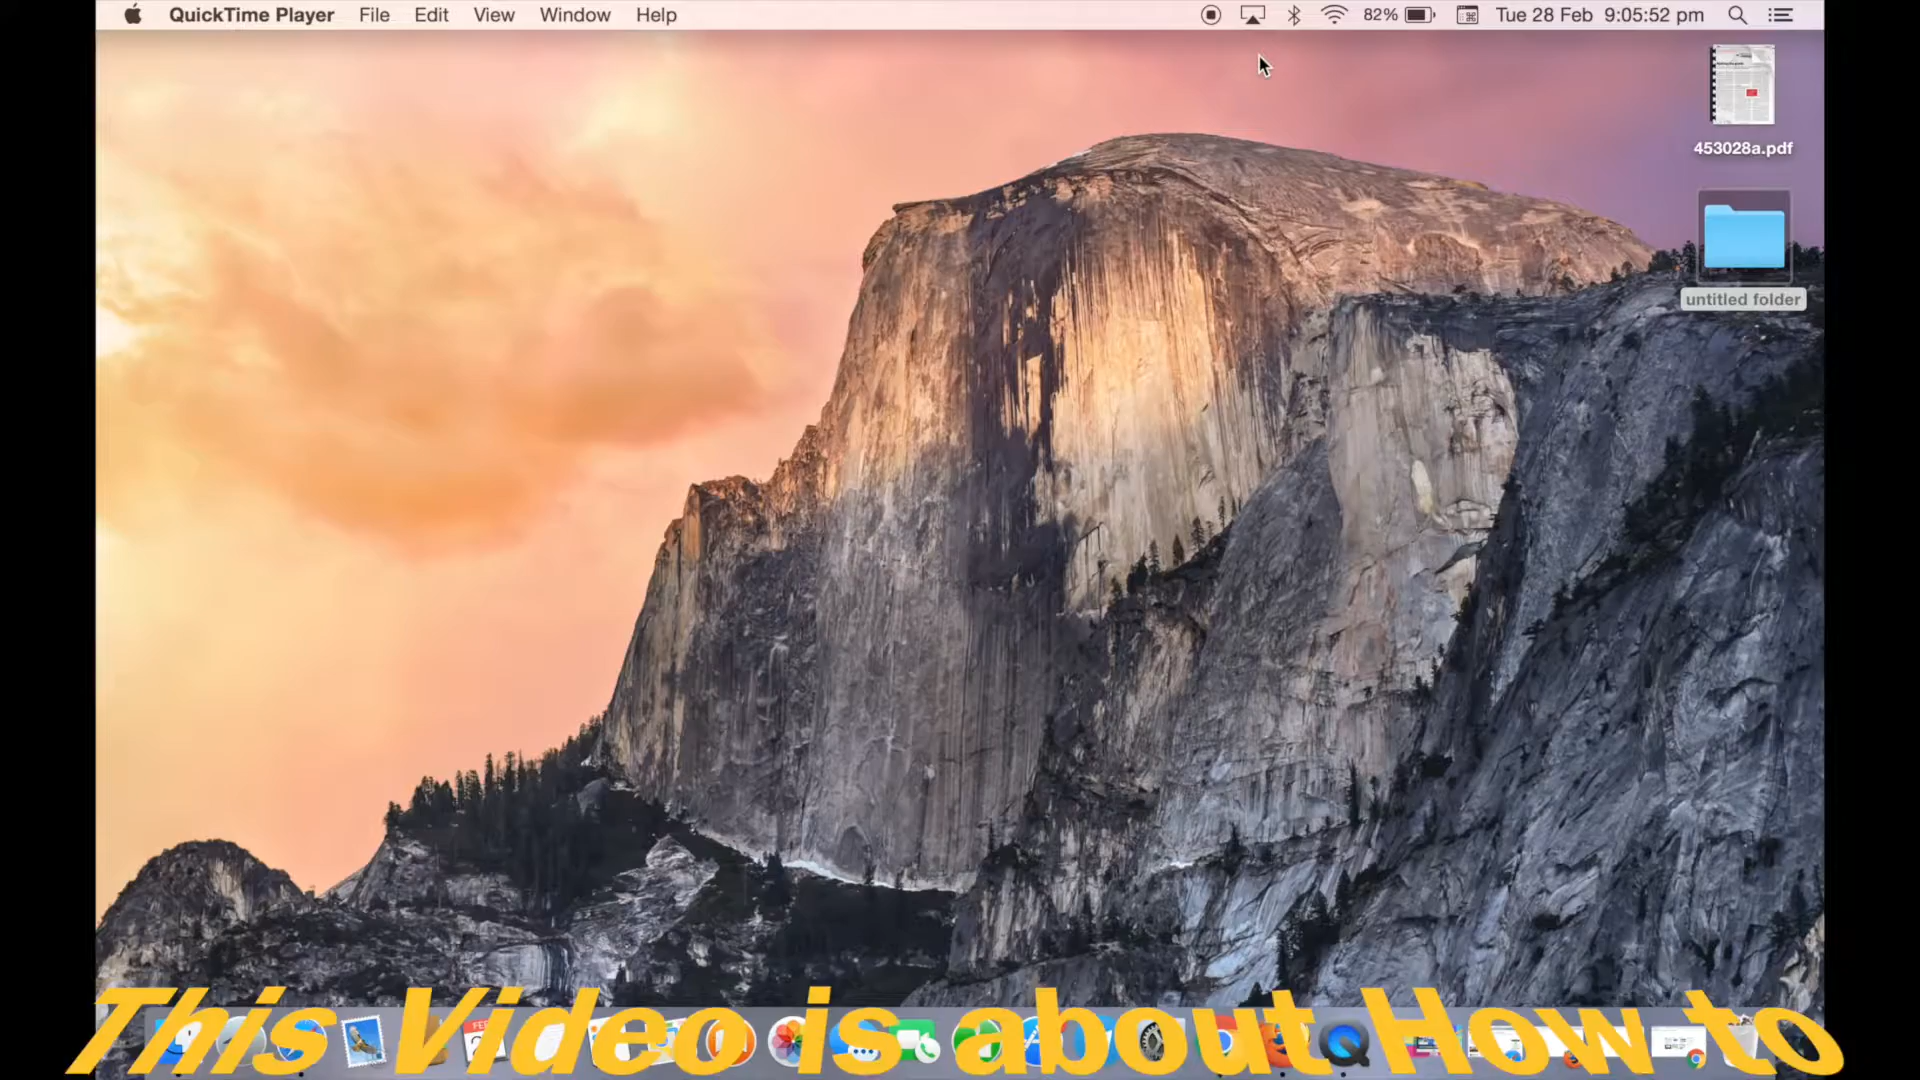 QuickTime Player File Edit View Window Help 82% Tue 28 Feb 9:05:52 pm
453028a.pdf
untitled folder
This Video is about How to